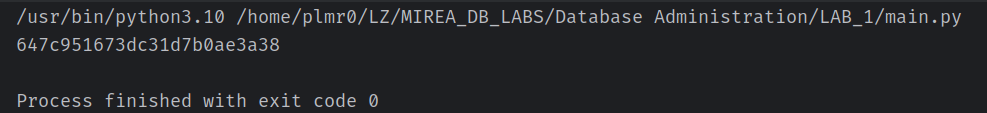 /usr/bin/python3.10 /home/plmr0/LZ/MIREA_DB_LABS/Database Administration/LAB_1/main.py
647c951673dc31d7b0ae3a38
Process finished with exit code 0